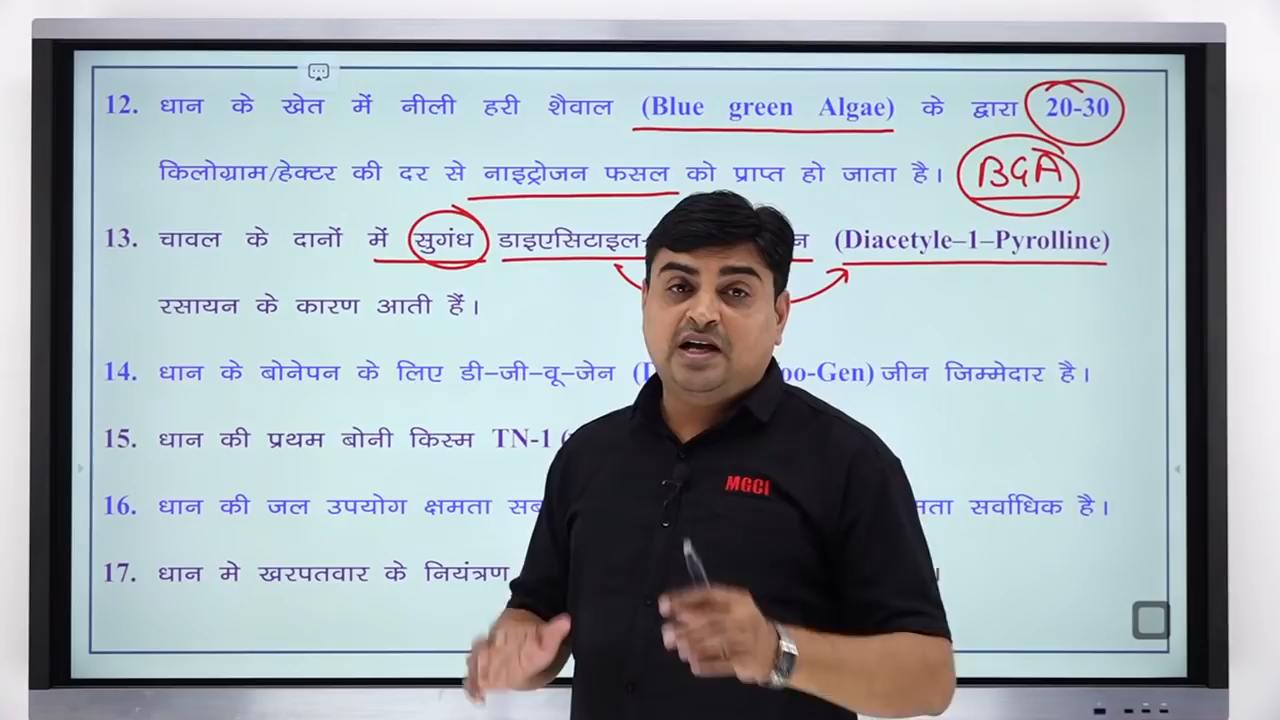 12. धान के खेत में नीली हरी शैवाल (Blue green Algae) के द्वारा 20-30
किलोग्राम/हेक्टर की दर से नाइट्रोजन फसल को प्राप्त हो जाता है। BGA
13. चावल के दानों में सुगंध डाइएसिटाइल- (Diacetyle–1–Pyrolline)
रसायन के कारण आती हैं।
14. धान के बोनेपन के लिए डी–जी–वू–जेन oo-Gen) जीन जिम्मेदार है।
15. धान की प्रथम बोनी किस्म TN-1
16. धान की जल उपयोग क्षमता सर्वाधिक है।
17. धान मे खरपतवार के नियंत्रण
MGCI